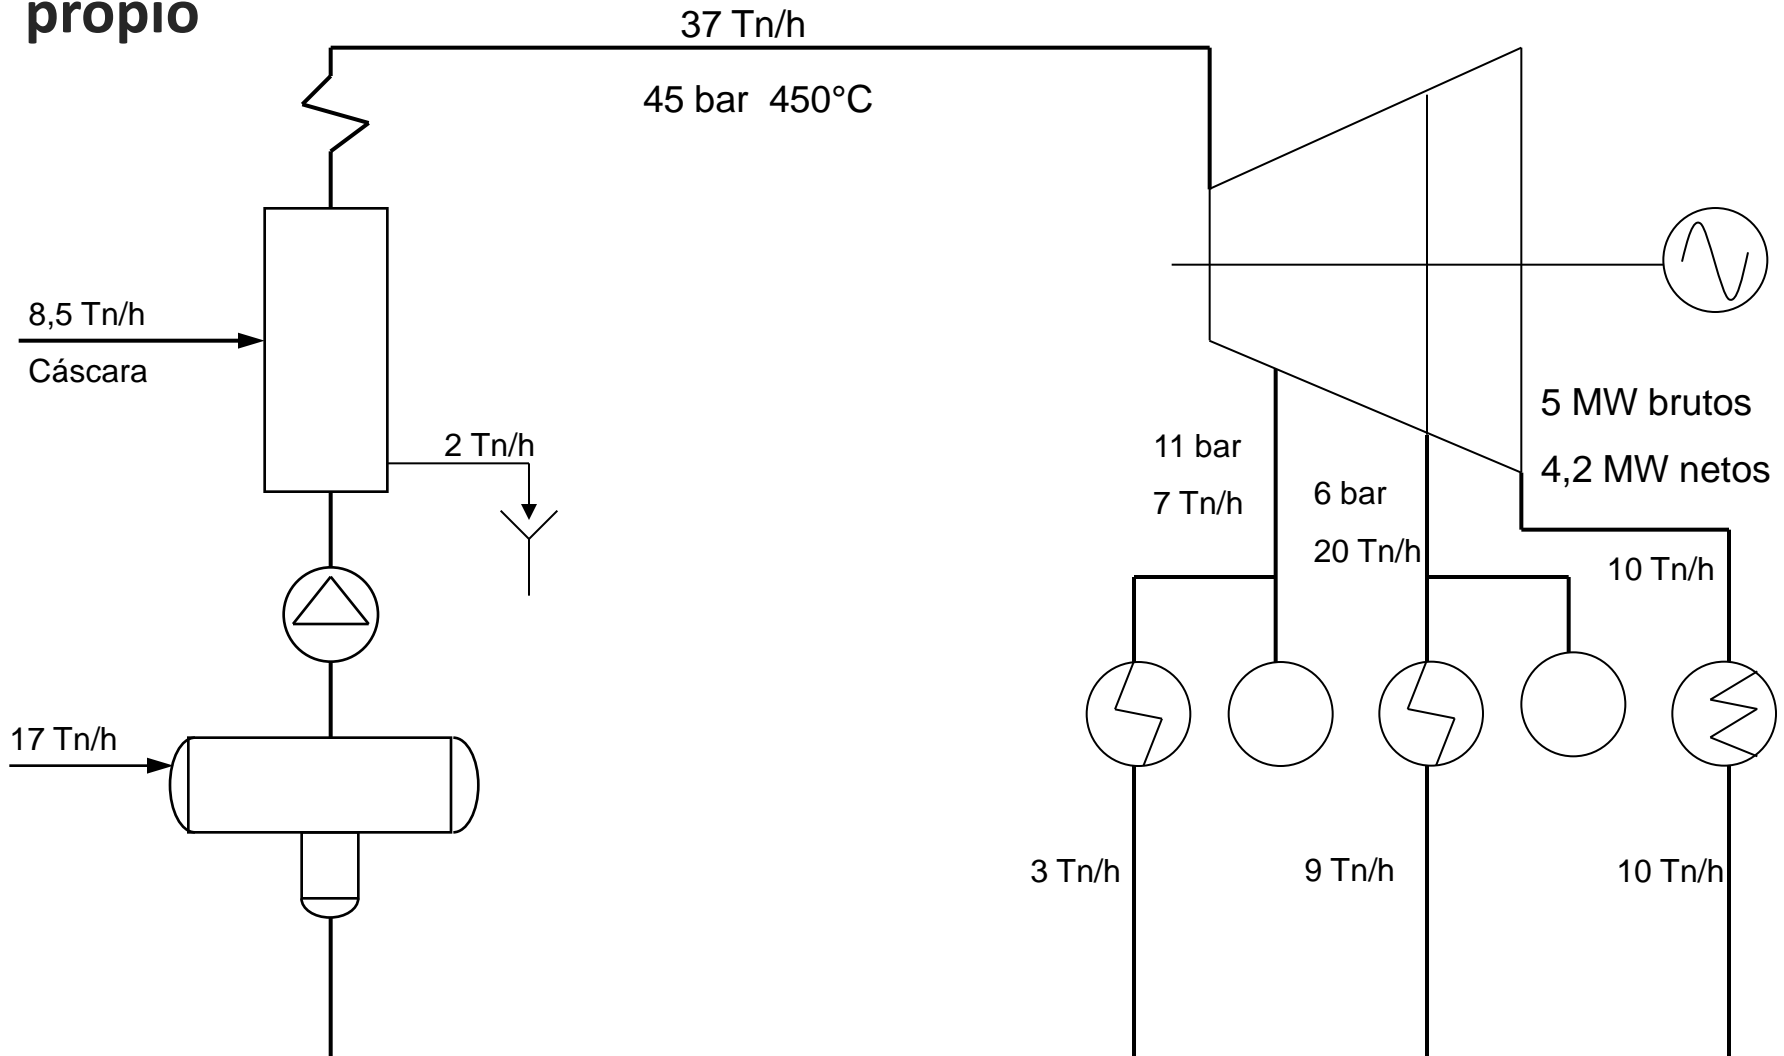 propio
37 Tn/h
45 bar 450°C
8,5 Tn/h
Cáscara
2 Tn/h
17 Tn/h
11 bar
7 Tn/h
6 bar
20 Tn/h
5 MW brutos
4,2 MW netos
10 Tn/h
3 Tn/h
9 Tn/h
10 Tn/h